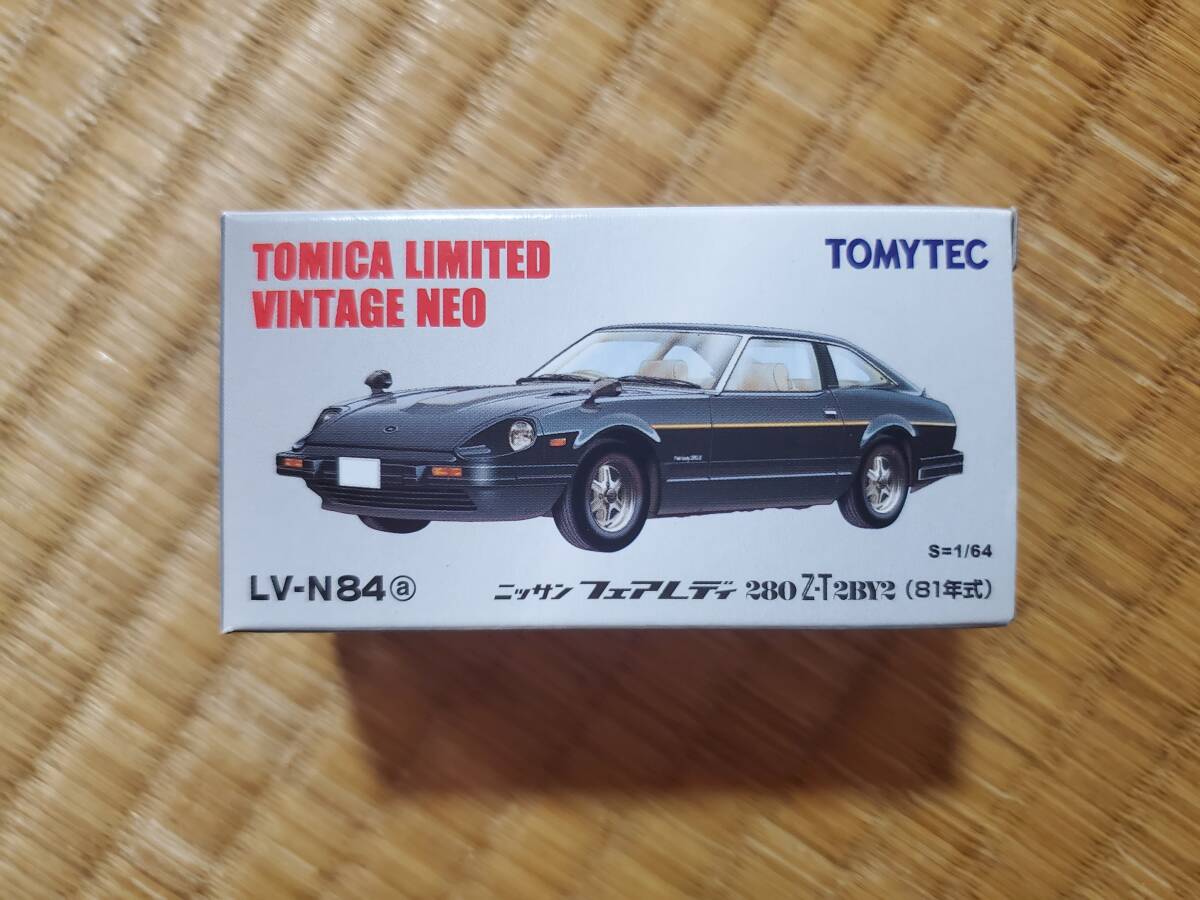 TOMICA LIMITED
VINTAGE NEO
TOMYTEC
S=1/64
LV-N84ⓐ
ニッサン フェアレディ 280Z-T 2BY2 (81年式)